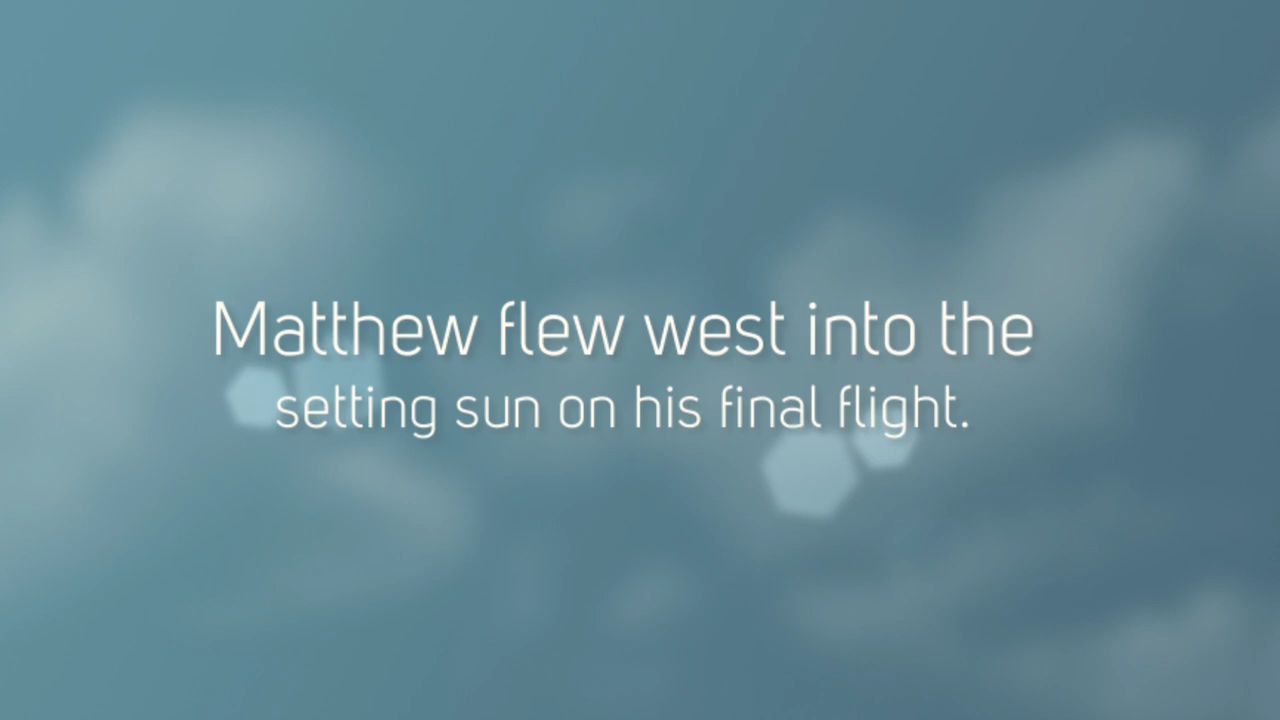 Matthew flew west into the
setting sun on his final flight.